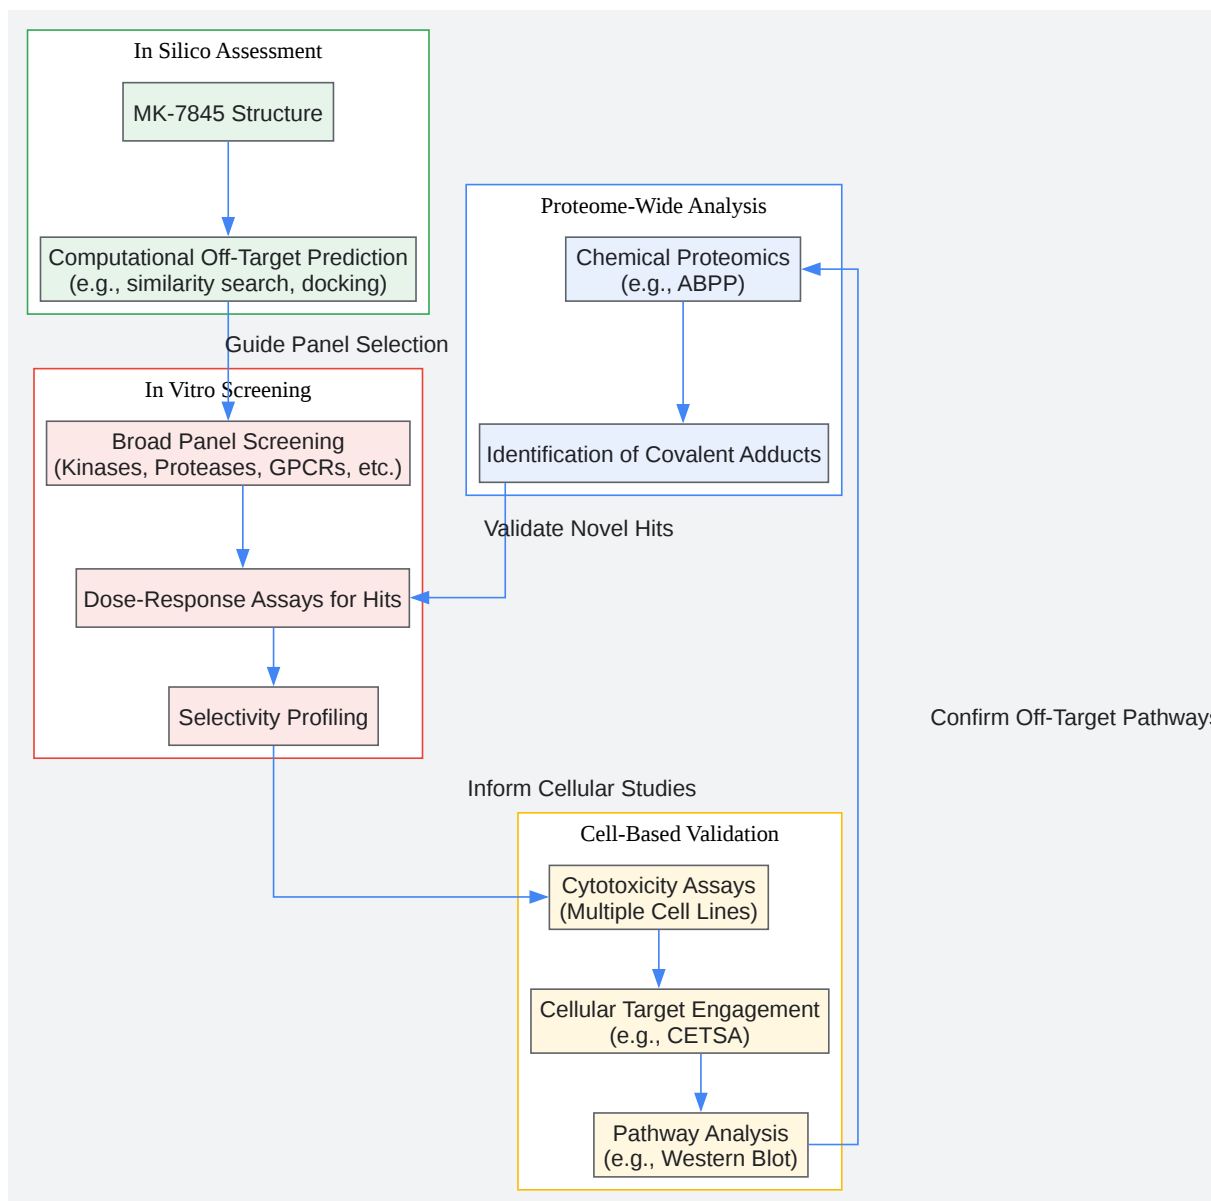 In Silico Assessment
MK-7845 Structure
Computational Off-Target Prediction
(e.g., similarity search, docking)
Guide Panel Selection
In Vitro Screening
Broad Panel Screening
(Kinases, Proteases, GPCRs, etc.)
Dose-Response Assays for Hits
Selectivity Profiling
Proteome-Wide Analysis
Chemical Proteomics
(e.g., ABPP)
Identification of Covalent Adducts
Validate Novel Hits
Confirm Off-Target Pathways
Inform Cellular Studies
Cell-Based Validation
Cytotoxicity Assays
(Multiple Cell Lines)
Cellular Target Engagement
(e.g., CETSA)
Pathway Analysis
(e.g., Western Blot)